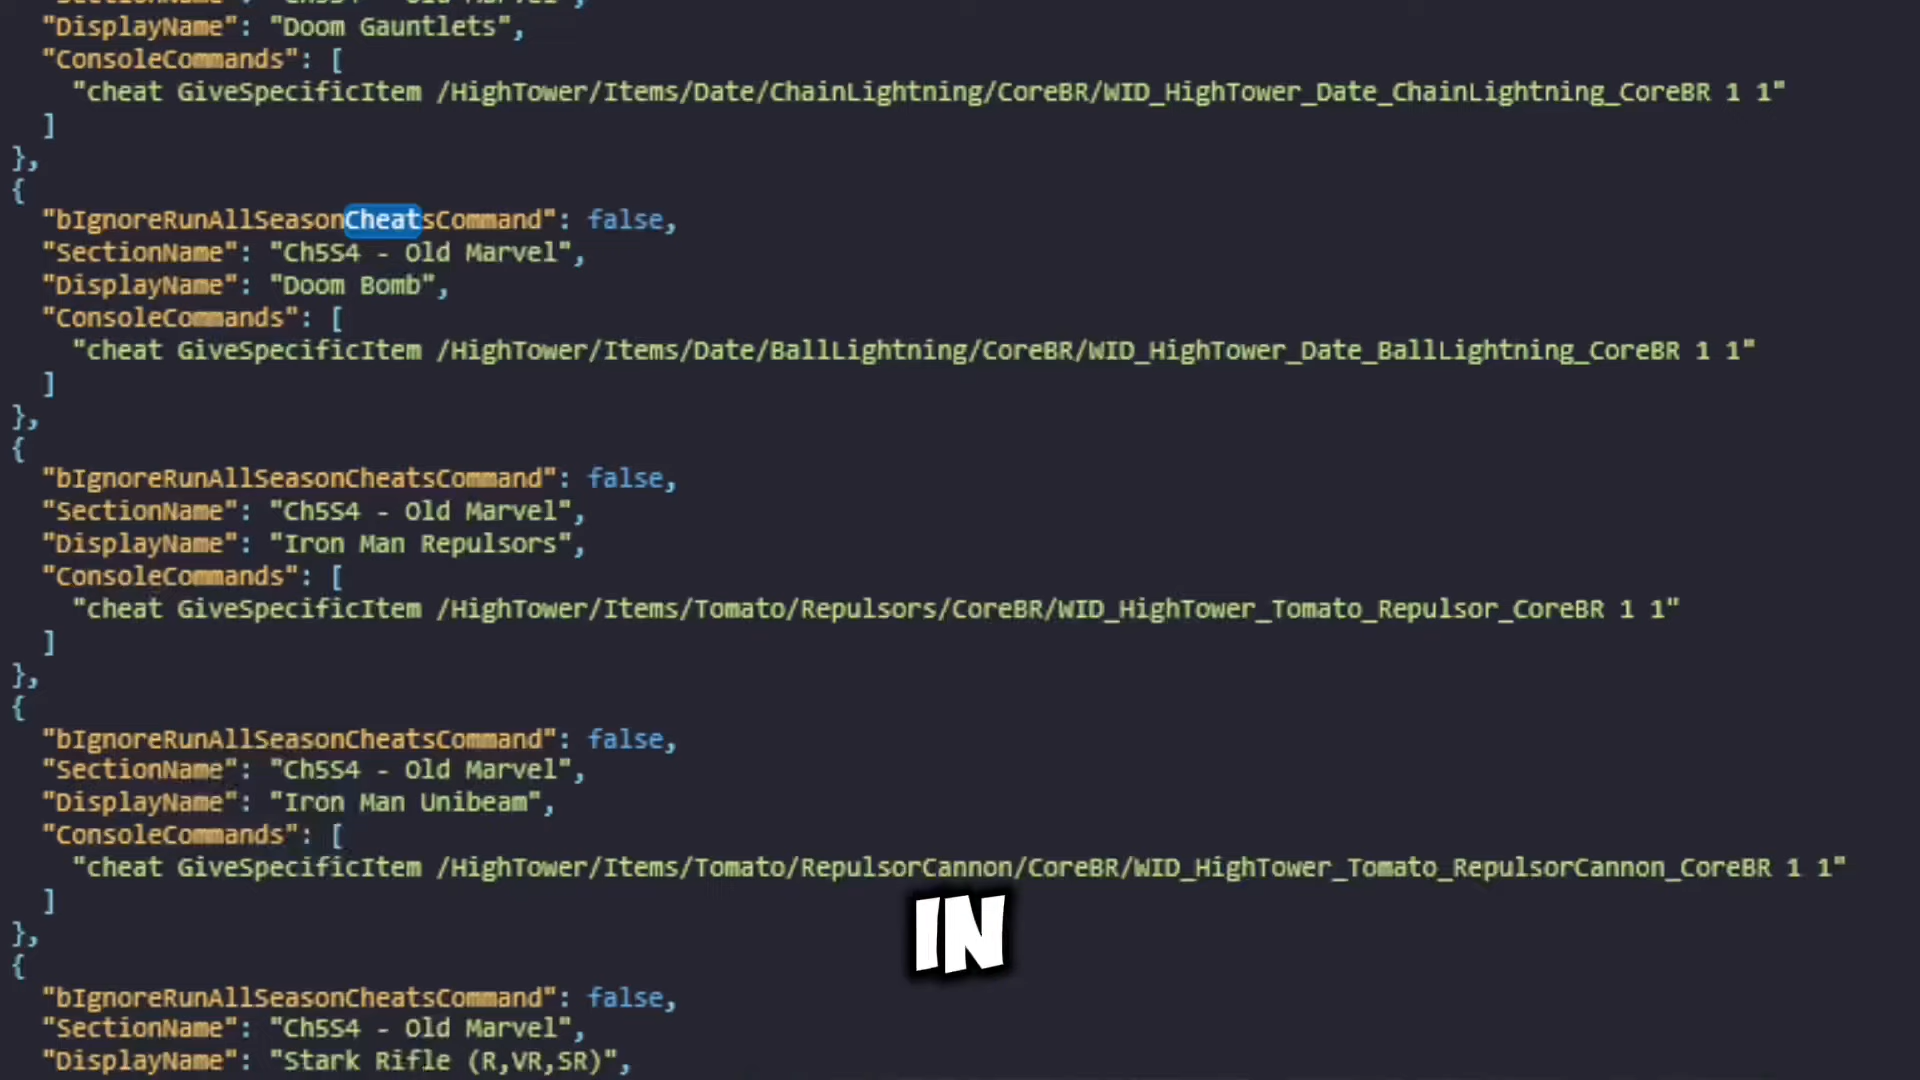 "SectionName": "Ch5S4 - Old Marvel",
"DisplayName": "Doom Gauntlets",
"ConsoleCommands": [
"cheat GiveSpecificItem /HighTower/Items/Date/ChainLightning/CoreBR/WID_HighTower_Date_ChainLightning_CoreBR 1 1"
]
},
{
"bIgnoreRunAllSeasonCheatsCommand": false,
"SectionName": "Ch5S4 - Old Marvel",
"DisplayName": "Doom Bomb",
"ConsoleCommands": [
"cheat GiveSpecificItem /HighTower/Items/Date/BallLightning/CoreBR/WID_HighTower_Date_BallLightning_CoreBR 1 1"
]
},
{
"bIgnoreRunAllSeasonCheatsCommand": false,
"SectionName": "Ch5S4 - Old Marvel",
"DisplayName": "Iron Man Repulsors",
"ConsoleCommands": [
"cheat GiveSpecificItem /HighTower/Items/Tomato/Repulsors/CoreBR/WID_HighTower_Tomato_Repulsor_CoreBR 1 1"
]
},
{
"bIgnoreRunAllSeasonCheatsCommand": false,
"SectionName": "Ch5S4 - Old Marvel",
"DisplayName": "Iron Man Unibeam",
"ConsoleCommands": [
"cheat GiveSpecificItem /HighTower/Items/Tomato/RepulsorCannon/CoreBR/WID_HighTower_Tomato_RepulsorCannon_CoreBR 1 1"
]
IN
},
{
"bIgnoreRunAllSeasonCheatsCommand": false,
"SectionName": "Ch5S4 - Old Marvel",
"DisplayName": "Stark Rifle (R,VR,SR)",